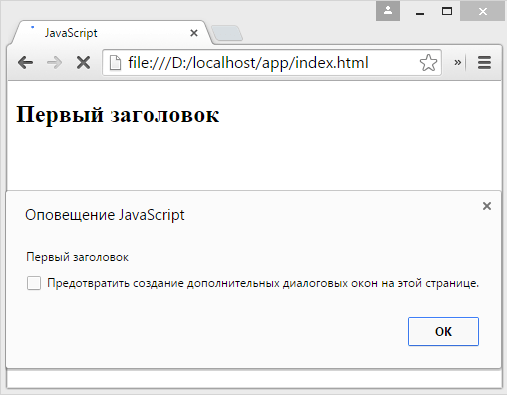 JavaScript
file:///D:/localhost/app/index.html
Первый заголовок
Оповещение JavaScript
Первый заголовок
Предотвратить создание дополнительных диалоговых окон на этой странице.
OK